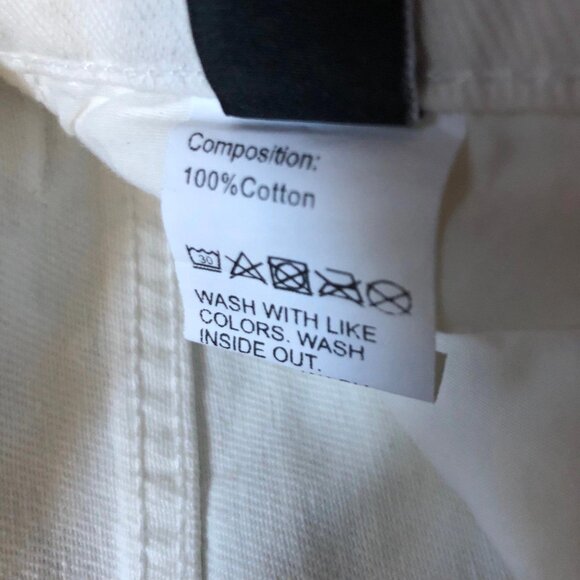 Composition:
100%Cotton
30
WASH WITH LIKE
COLORS. WASH
INSIDE OUT.